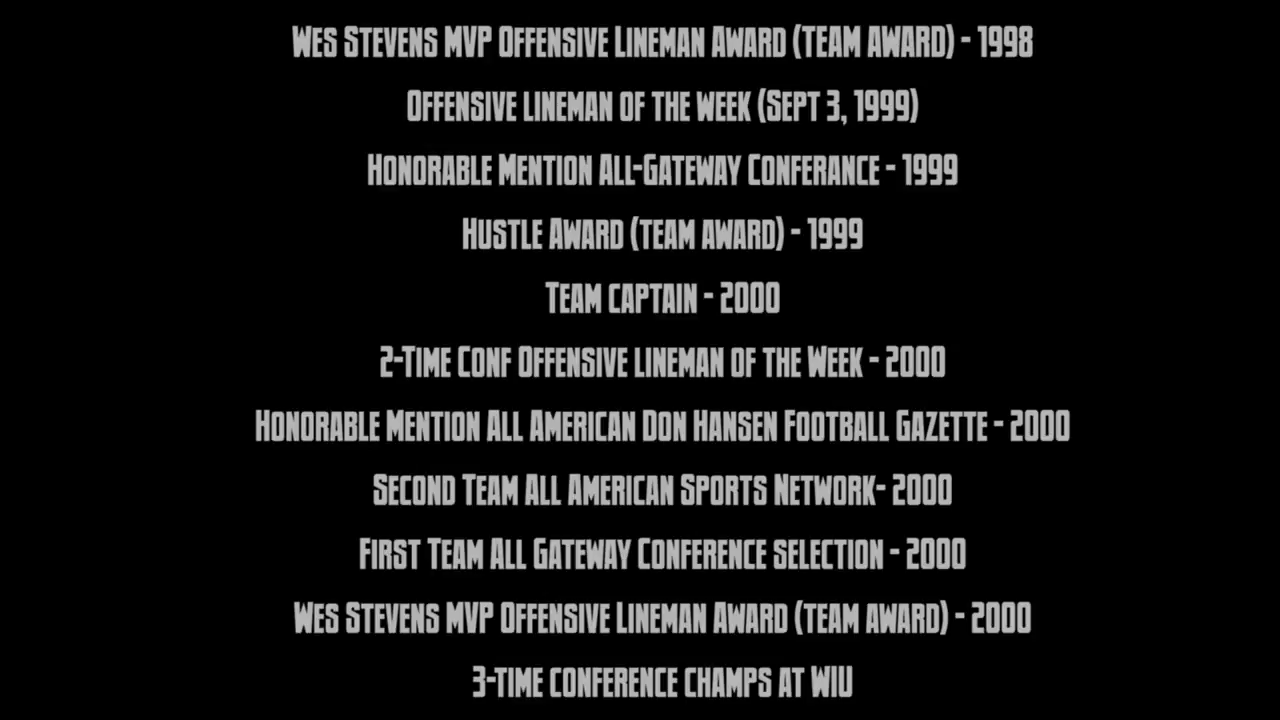 Wes Stevens MVP Offensive Lineman Award (TEAM AWARD) - 1998
Offensive lineman of the week (Sept 3, 1999)
Honorable Mention All-Gateway Conferance - 1999
Hustle Award (team award) - 1999
Team captain - 2000
2-Time Conf Offensive lineman of the Week - 2000
Honorable Mention All American Don Hansen Football Gazette - 2000
Second Team All American Sports Network- 2000
First Team All Gateway Conference selection - 2000
Wes Stevens MVP Offensive Lineman Award (team award) - 2000
3-time conference champs at WIU